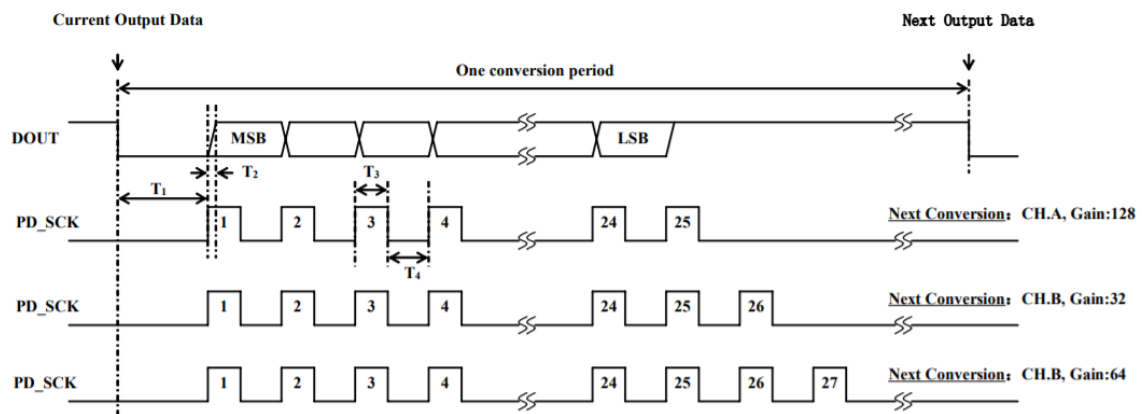 Current Output Data Next Output Data
One conversion period
DOUT MSB LSB
T2 T3
T1
PD_SCK 1 2 3 4 24 25 Next Conversion: CH.A, Gain:128
T4
PD_SCK 1 2 3 4 24 25 26 Next Conversion: CH.B, Gain:32
PD_SCK 1 2 3 4 24 25 26 27 Next Conversion: CH.B, Gain:64